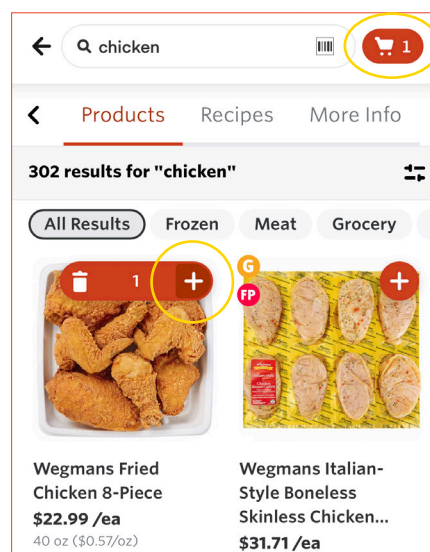 chicken
1
Products Recipes More Info
302 results for "chicken"
All Results Frozen Meat Grocery
1
G
FP
Wegmans Fried
Chicken 8-Piece
$22.99 /ea
40 oz ($0.57/oz)
Wegmans Italian-
Style Boneless
Skinless Chicken...
$31.71 /ea